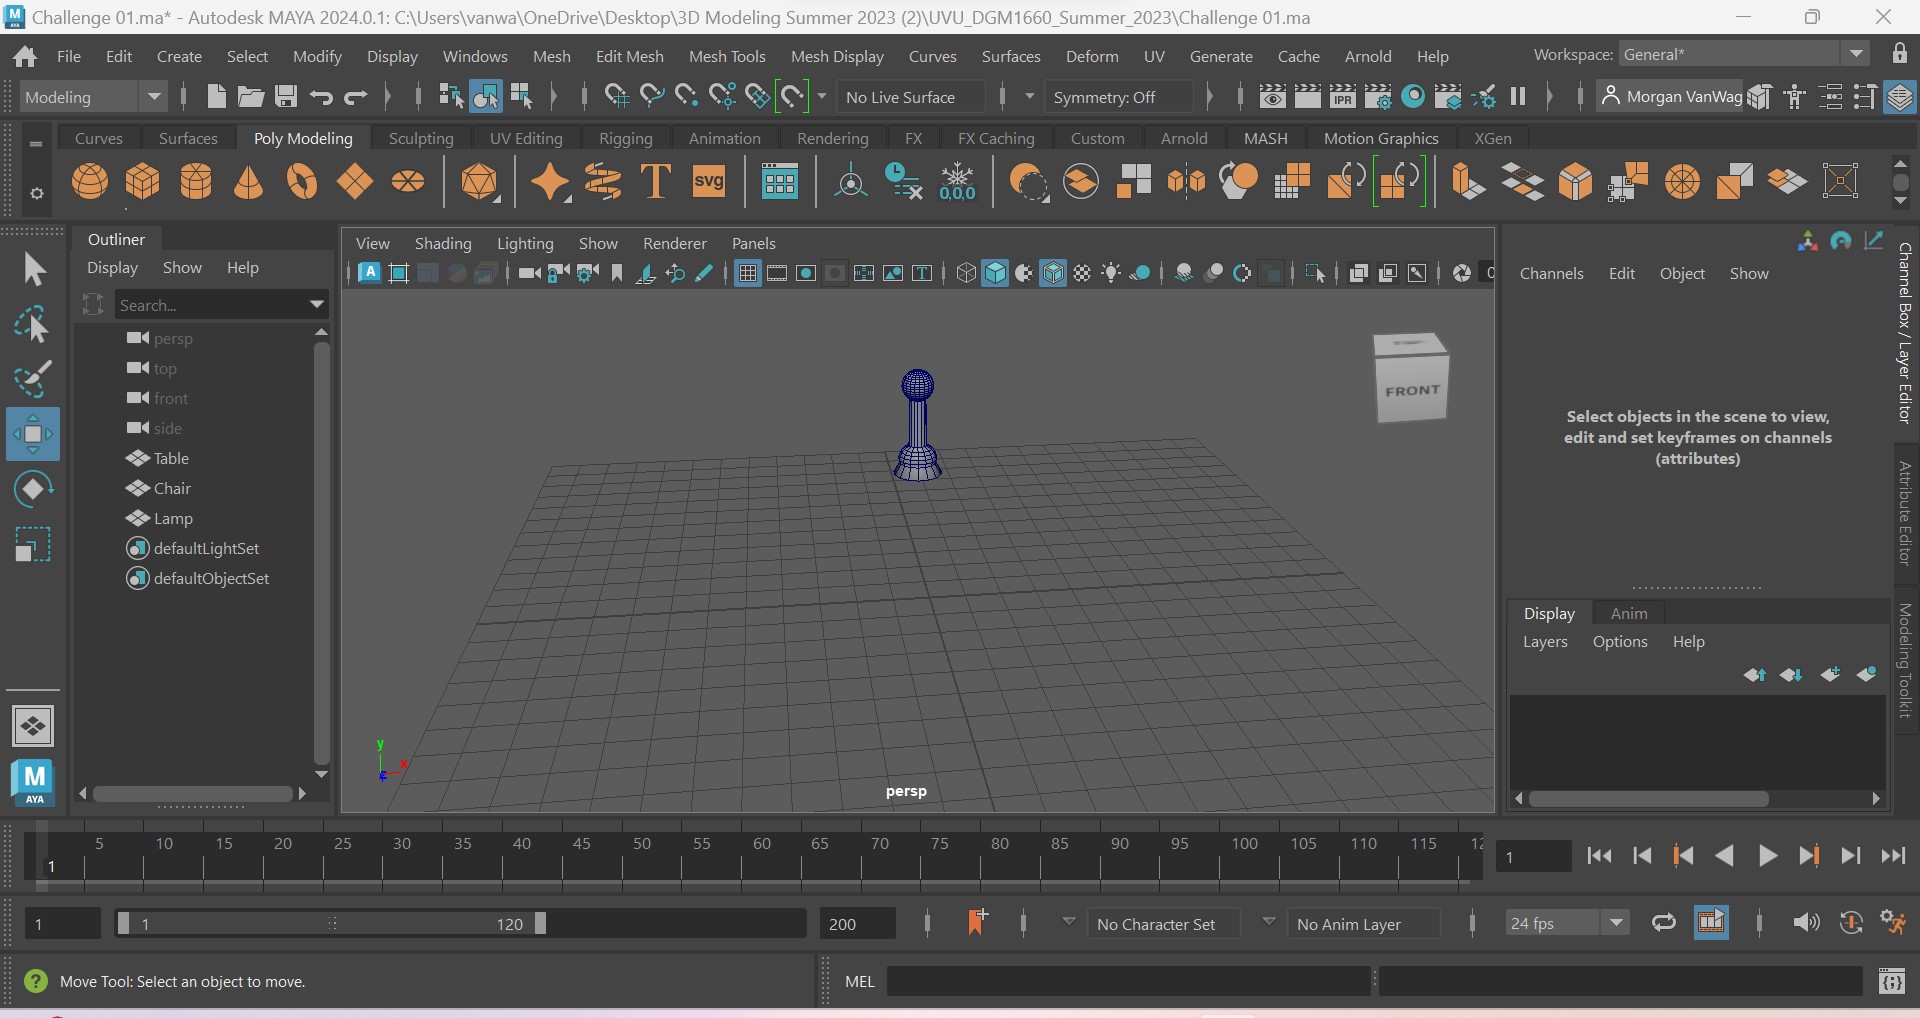 Challenge 01.ma* - Autodesk MAYA 2024.0.1: C:\Users\vanwa\OneDrive\Desktop\3D Modeling Summer 2023 (2)\UVU_DGM1660_Summer_2023\Challenge 01.ma
File Edit Create Select Modify Display Windows Mesh Edit Mesh Mesh Tools Mesh Display Curves Surfaces Deform UV Generate Cache Arnold Help Workspace: General*
Modeling No Live Surface Symmetry: Off IPR Morgan VanWag
Curves Surfaces Poly Modeling Sculpting UV Editing Rigging Animation Rendering FX FX Caching Custom Arnold MASH Motion Graphics XGen
T svg 0,0,0
Outliner
Display Show Help
Search...
persp
top
front
side
Table
Chair
Lamp
defaultLightSet
defaultObjectSet
M
AYA
View Shading Lighting Show Renderer Panels
FRONT
y
x
z
persp
Channels Edit Object Show
Select objects in the scene to view,
edit and set keyframes on channels
(attributes)
Display Anim
Layers Options Help
Channel Box / Layer Editor
Attribute Editor
Modeling Toolkit
5 10 15 20 25 30 35 40 45 50 55 60 65 70 75 80 85 90 95 100 105 110 115 12
1 1
1 1 120 200 No Character Set No Anim Layer 24 fps
Move Tool: Select an object to move. MEL